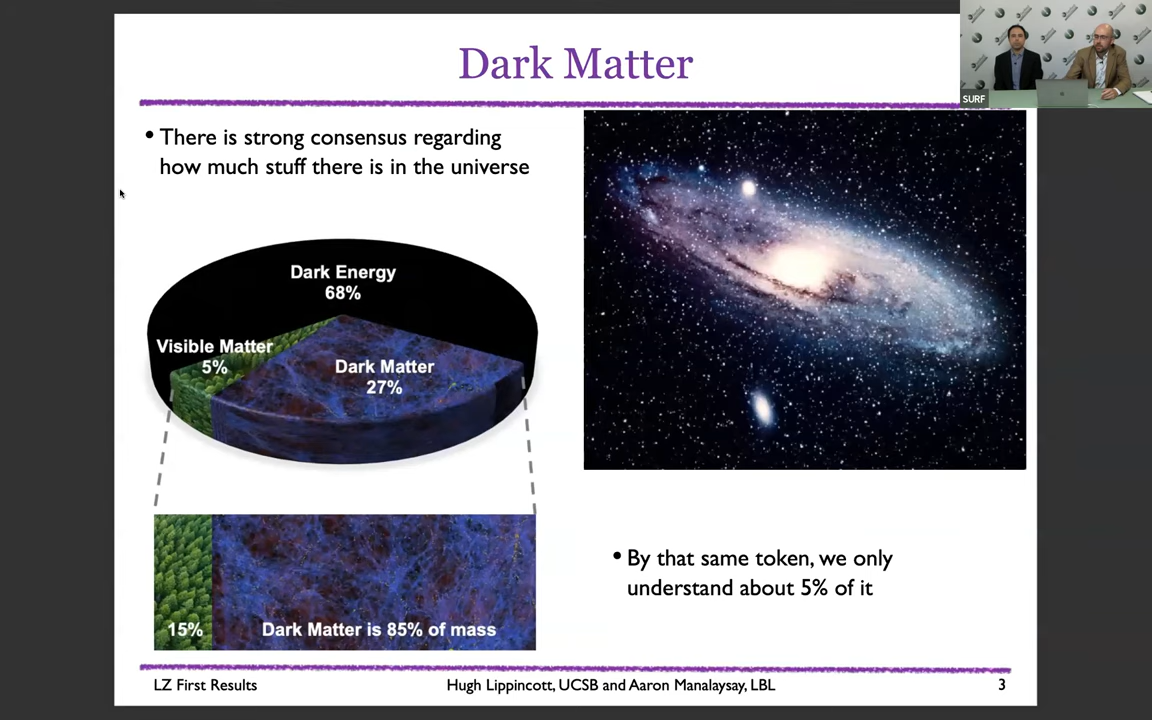 Dark Matter
SURF
• There is strong consensus regarding
how much stuff there is in the universe
Dark Energy
68%
Visible Matter
5%
Dark Matter
27%
15%
Dark Matter is 85% of mass
• By that same token, we only
understand about 5% of it
LZ First Results
Hugh Lippincott, UCSB and Aaron Manalaysay, LBL
3